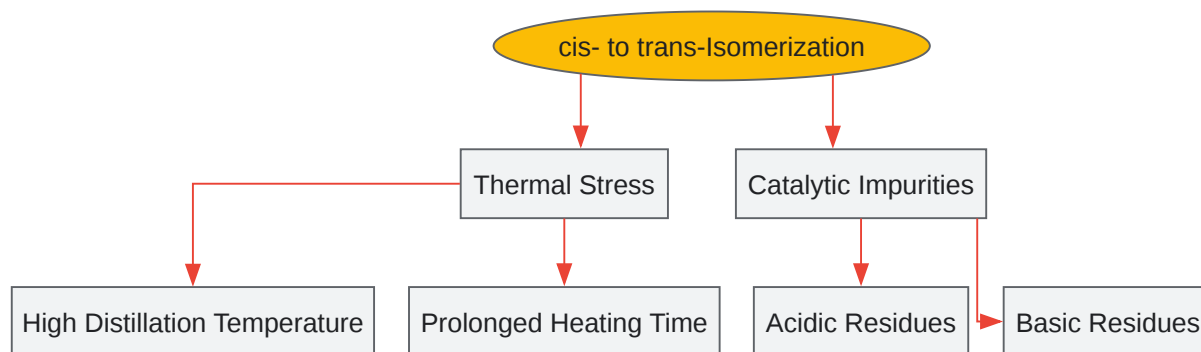 cis- to trans-Isomerization
Thermal Stress
Catalytic Impurities
High Distillation Temperature
Prolonged Heating Time
Acidic Residues
Basic Residues